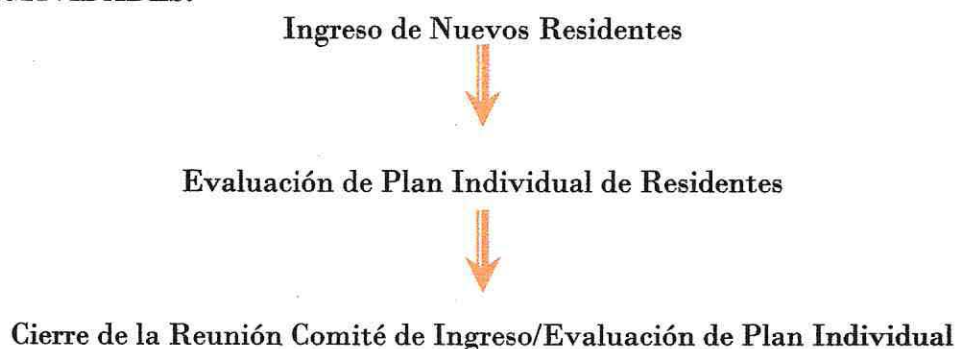 Ingreso de Nuevos Residentes
Evaluación de Plan Individual de Residentes
Cierre de la Reunión Comité de Ingreso/Evaluación de Plan Individual